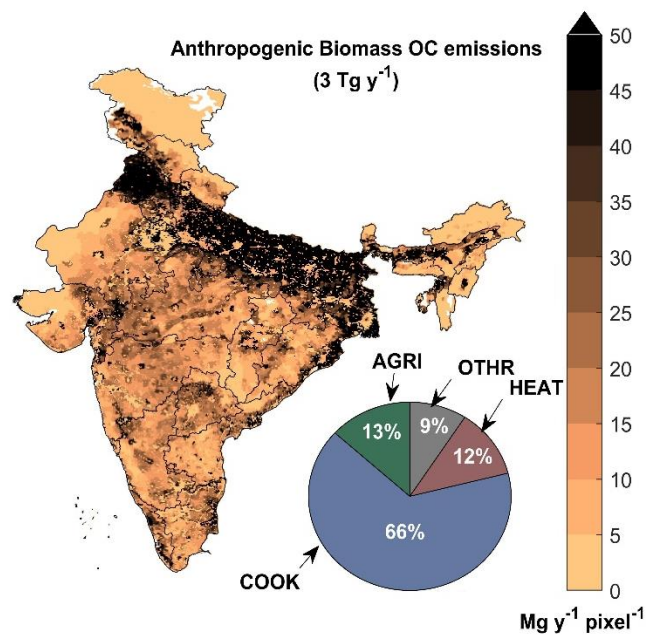 Anthropogenic Biomass OC emissions
(3 Tg y⁻¹)
50
45
40
35
30
25
20
15
10
5
0
Mg y⁻¹ pixel⁻¹
AGRI
OTHR
HEAT
13%
9%
12%
66%
COOK